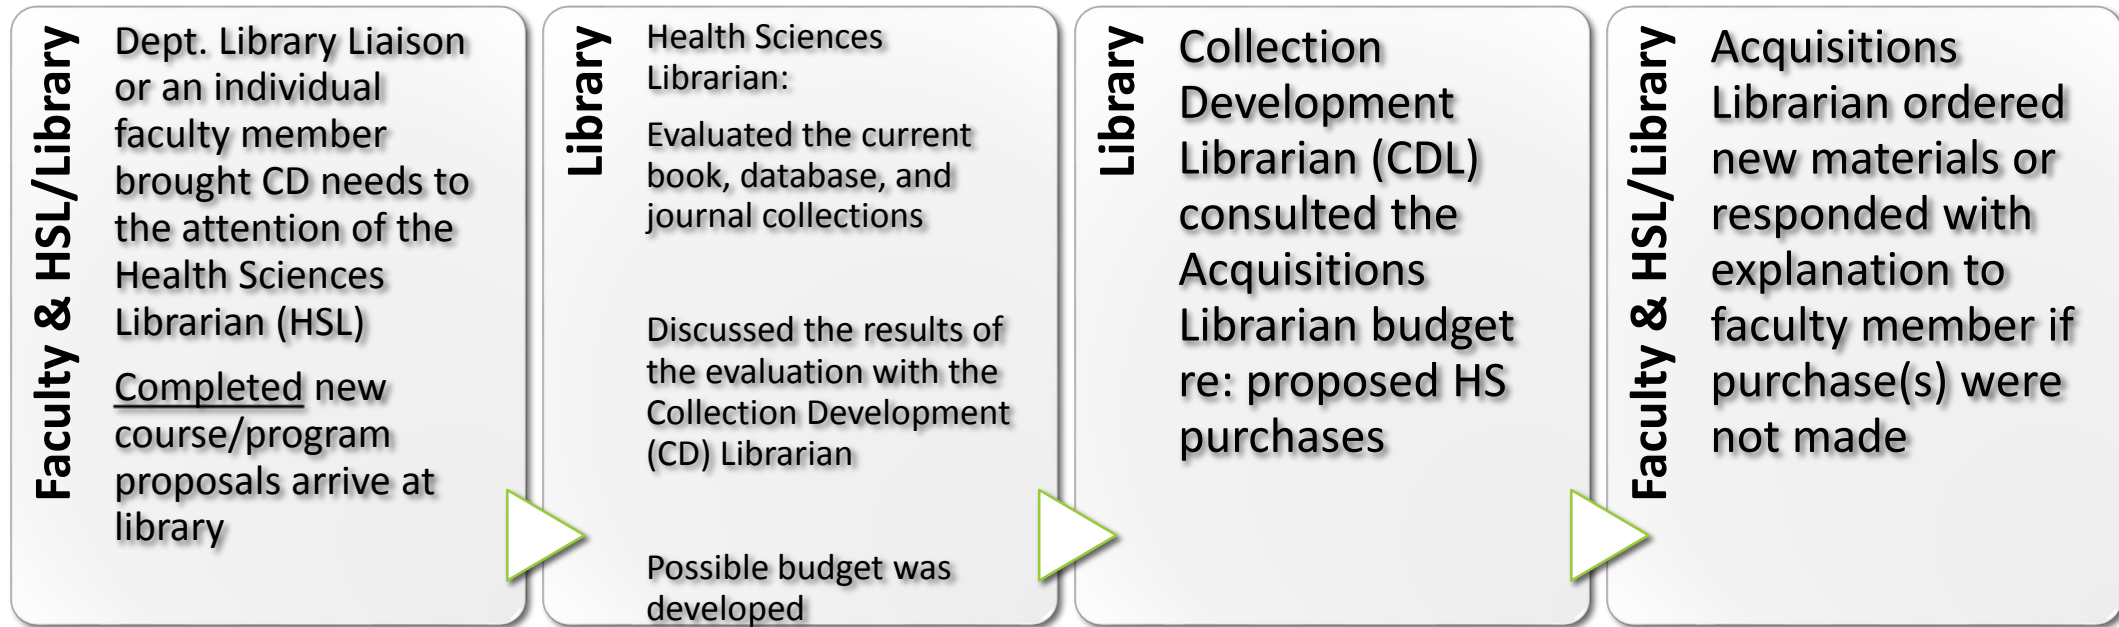 Faculty & HSL/Library
Dept. Library Liaison
or an individual
faculty member
brought CD needs to
the attention of the
Health Sciences
Librarian (HSL)
Completed new
course/program
proposals arrive at
library
Library
Health Sciences
Librarian:
Evaluated the current
book, database, and
journal collections
Discussed the results of
the evaluation with the
Collection Development
(CD) Librarian
Possible budget was
developed
Library
Collection
Development
Librarian (CDL)
consulted the
Acquisitions
Librarian budget
re: proposed HS
purchases
Faculty & HSL/Library
Acquisitions
Librarian ordered
new materials or
responded with
explanation to
faculty member if
purchase(s) were
not made